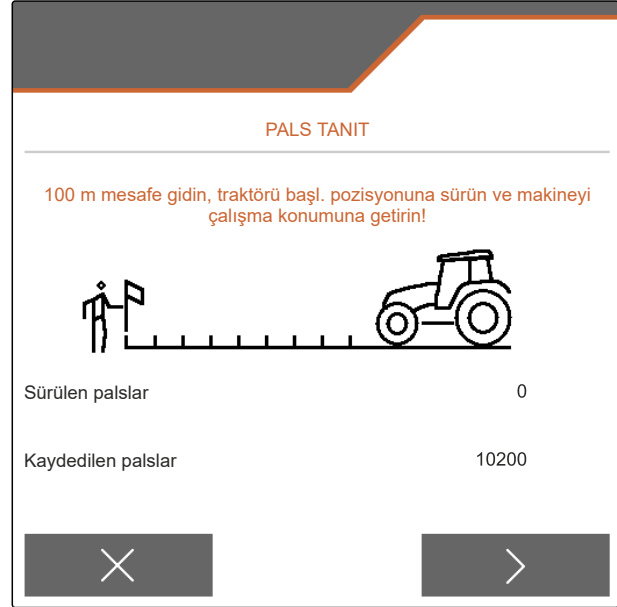 PALS TANIT
100 m mesafe gidin, traktörü başl. pozisyonuna sürün ve makineyi
çalışma konumuna getirin!
Sürülen palslar 0
Kaydedilen palslar 10200